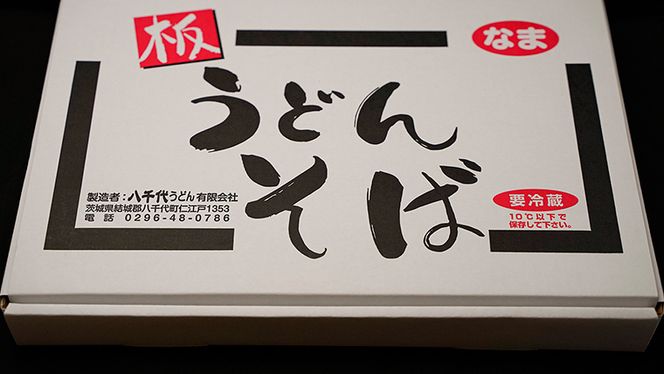 板
なま
うどん
そば
製造者：八千代うどん有限会社
茨城県結城郡八千代町仁江戸1353
電話 0296-48-0786
要冷蔵
10℃以下で
保存して下さい。